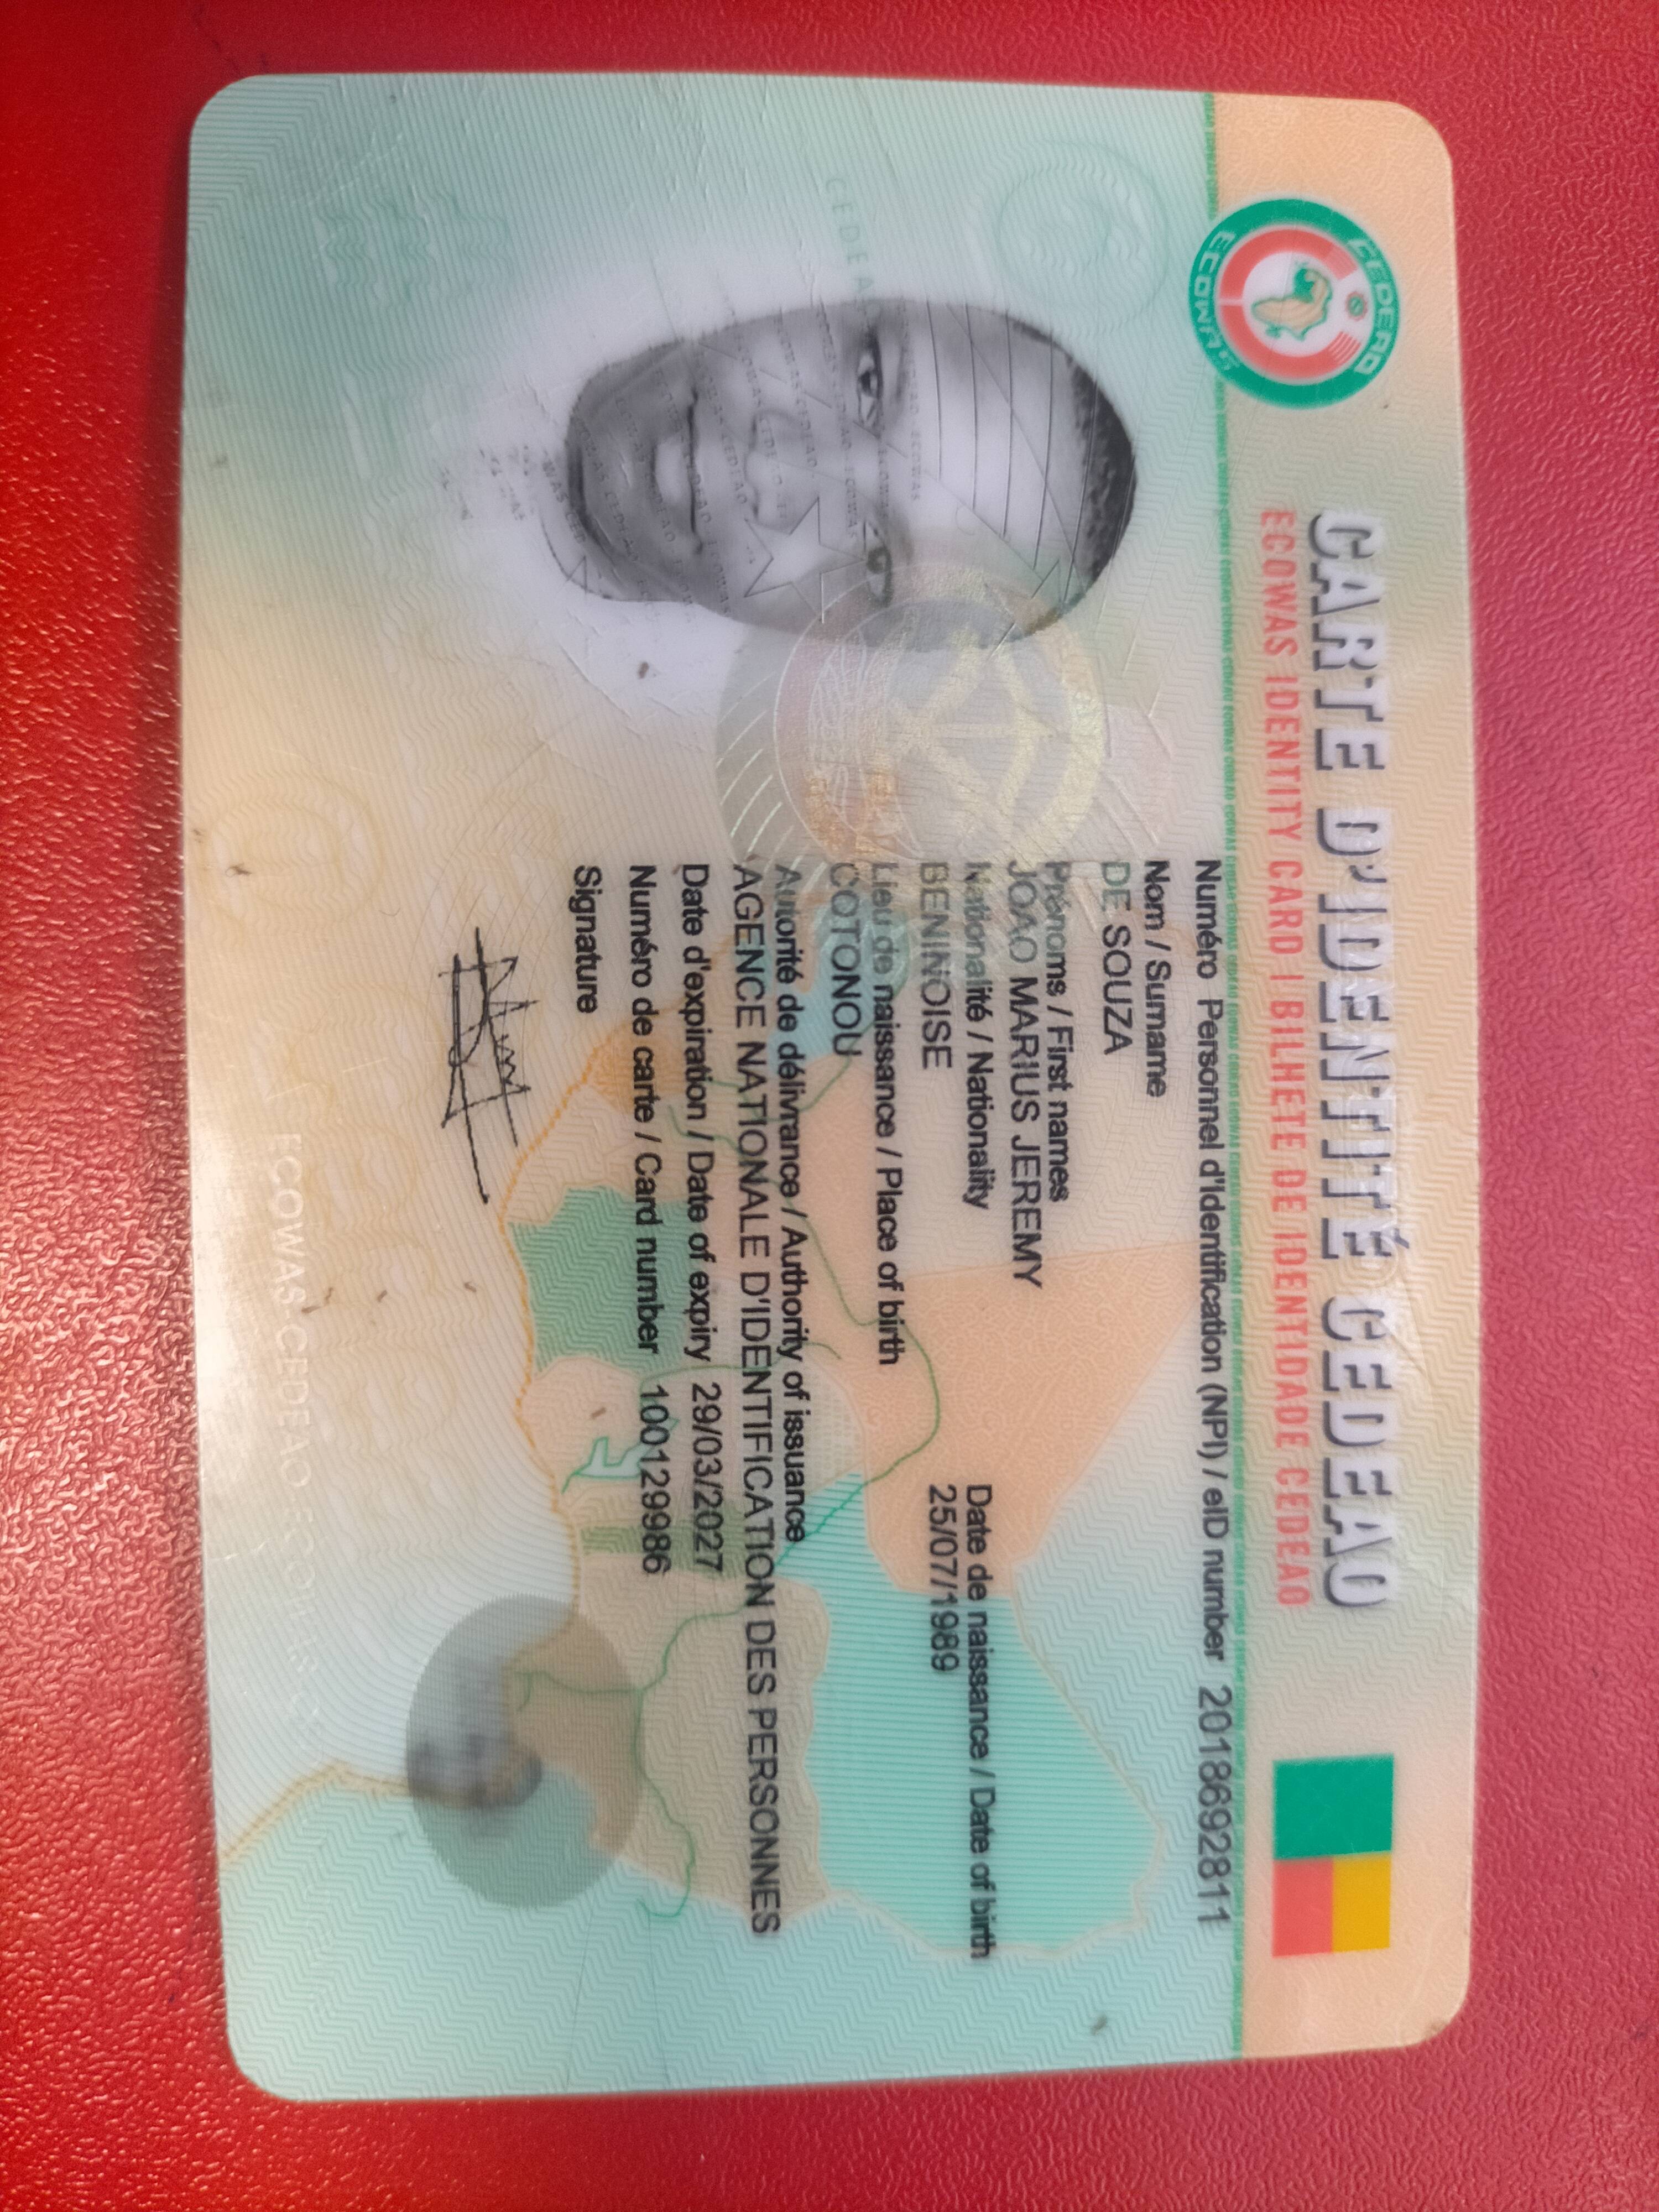 CARTE D'IDENTITÉ CEDEAO
ECOWAS IDENTITY CARD | BILHETE DE IDENTIDADE CEDEAO
CEDEAO
ECOWAS
Numéro Personnel d'Identification (NPI) / eID number 2018692811
Nom / Surname
DE SOUZA
Prénoms / First names
JOAO MARIUS JEREMY
Nationalité / Nationality
BENINOISE
Date de naissance / Date of birth
25/07/1989
Lieu de naissance / Place of birth
COTONOU
Autorité de délivrance / Authority of issuance
AGENCE NATIONALE D'IDENTIFICATION DES PERSONNES
Date d'expiration / Date of expiry 29/03/2027
Numéro de carte / Card number 100129986
Signature
ECOWAS CEDEAO ECOWAS